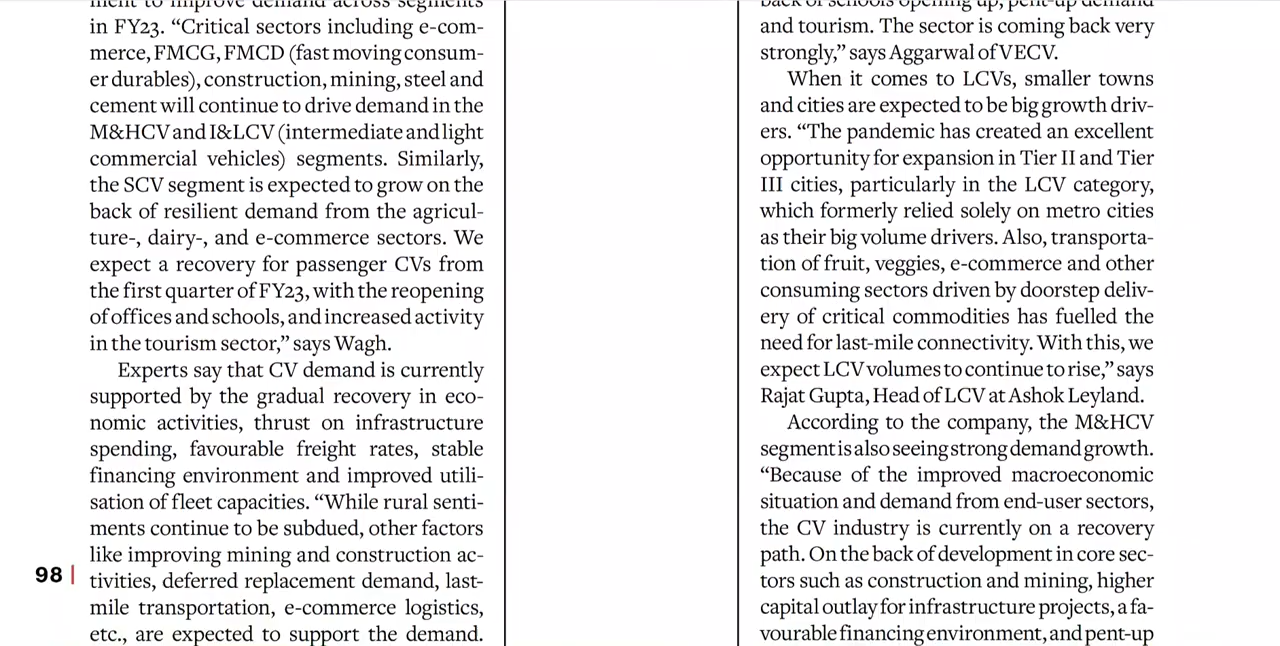 ment to improve demand across segments
in FY23. “Critical sectors including e-com-
merce, FMCG, FMCD (fast moving consum-
er durables), construction, mining, steel and
cement will continue to drive demand in the
M&HCV and I&LCV (intermediate and light
commercial vehicles) segments. Similarly,
the SCV segment is expected to grow on the
back of resilient demand from the agricul-
ture-, dairy-, and e-commerce sectors. We
expect a recovery for passenger CVs from
the first quarter of FY23, with the reopening
of offices and schools, and increased activity
in the tourism sector,” says Wagh.
Experts say that CV demand is currently
supported by the gradual recovery in eco-
nomic activities, thrust on infrastructure
spending, favourable freight rates, stable
financing environment and improved utili-
sation of fleet capacities. “While rural senti-
ments continue to be subdued, other factors
like improving mining and construction ac-
tivities, deferred replacement demand, last-
mile transportation, e-commerce logistics,
etc., are expected to support the demand.
98
back of schools opening up, pent-up demand
and tourism. The sector is coming back very
strongly,” says Aggarwal of VECV.
When it comes to LCVs, smaller towns
and cities are expected to be big growth driv-
ers. “The pandemic has created an excellent
opportunity for expansion in Tier II and Tier
III cities, particularly in the LCV category,
which formerly relied solely on metro cities
as their big volume drivers. Also, transporta-
tion of fruit, veggies, e-commerce and other
consuming sectors driven by doorstep deliv-
ery of critical commodities has fuelled the
need for last-mile connectivity. With this, we
expect LCV volumes to continue to rise,” says
Rajat Gupta, Head of LCV at Ashok Leyland.
According to the company, the M&HCV
segment is also seeing strong demand growth.
“Because of the improved macroeconomic
situation and demand from end-user sectors,
the CV industry is currently on a recovery
path. On the back of development in core sec-
tors such as construction and mining, higher
capital outlay for infrastructure projects, a fa-
vourable financing environment, and pent-up